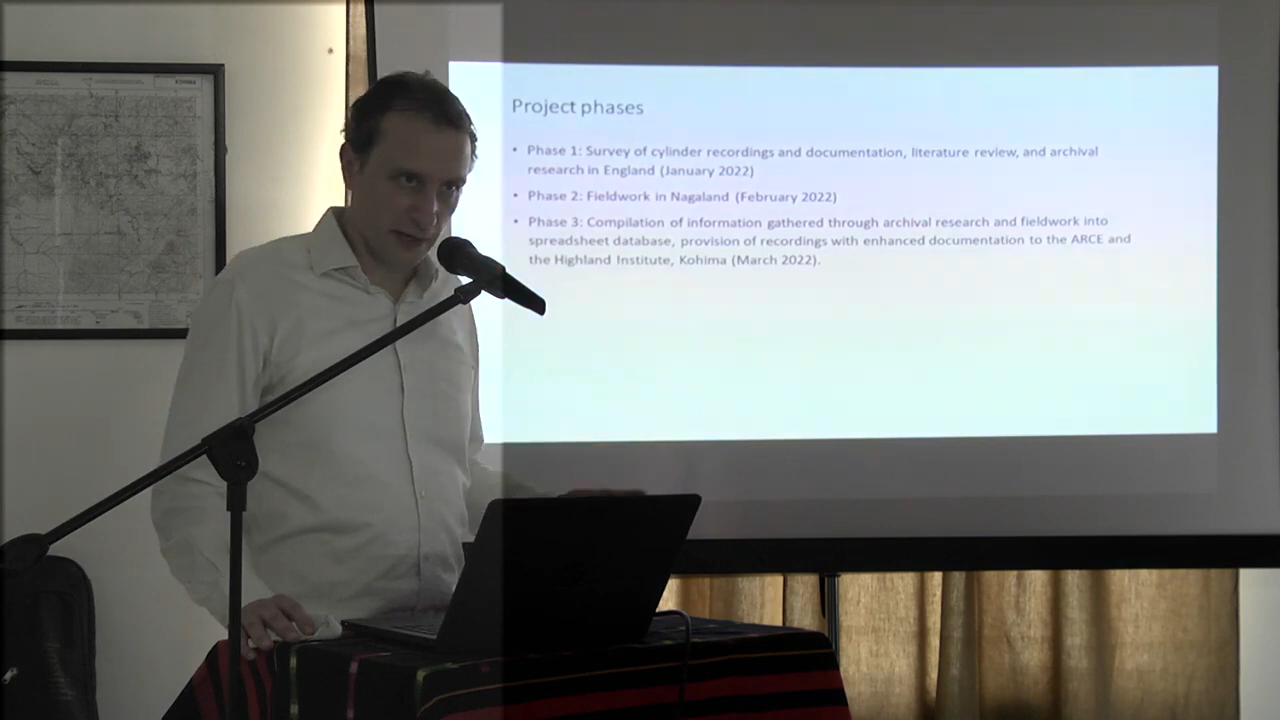 Project phases
• Phase 1: Survey of cylinder recordings and documentation, literature review, and archival
research in England (January 2022)
• Phase 2: Fieldwork in Nagaland (February 2022)
• Phase 3: Compilation of information gathered through archival research and fieldwork into
spreadsheet database, provision of recordings with enhanced documentation to the ARCE and
the Highland Institute, Kohima (March 2022).